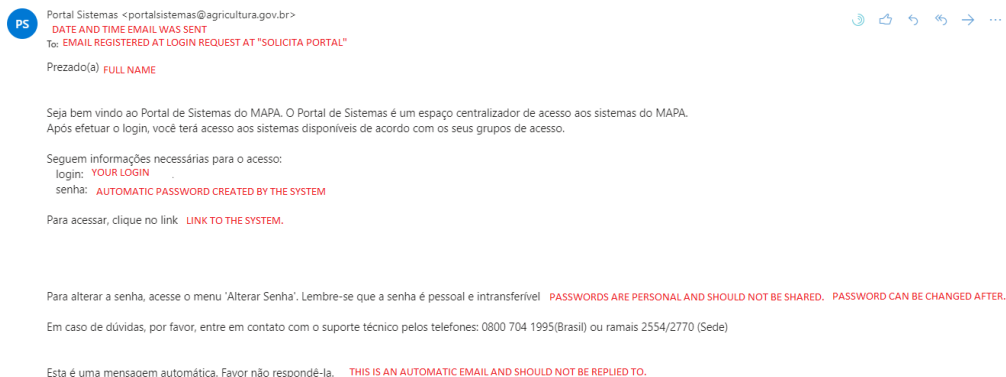 PS
Portal Sistemas <portalsistemas@agricultura.gov.br>
DATE AND TIME EMAIL WAS SENT
To: EMAIL REGISTERED AT LOGIN REQUEST AT "SOLICITA PORTAL"
Prezado(a) FULL NAME
Seja bem vindo ao Portal de Sistemas do MAPA. O Portal de Sistemas é um espaço centralizador de acesso aos sistemas do MAPA.
Após efetuar o login, você terá acesso aos sistemas disponíveis de acordo com os seus grupos de acesso.
Seguem informações necessárias para o acesso:
login: YOUR LOGIN .
senha: AUTOMATIC PASSWORD CREATED BY THE SYSTEM
Para acessar, clique no link LINK TO THE SYSTEM.
Para alterar a senha, acesse o menu 'Alterar Senha'. Lembre-se que a senha é pessoal e intransferível PASSWORDS ARE PERSONAL AND SHOULD NOT BE SHARED. PASSWORD CAN BE CHANGED AFTER.
Em caso de dúvidas, por favor, entre em contato com o suporte técnico pelos telefones: 0800 704 1995(Brasil) ou ramais 2554/2770 (Sede)
Esta é uma mensagem automática. Favor não respondê-la. THIS IS AN AUTOMATIC EMAIL AND SHOULD NOT BE REPLIED TO.